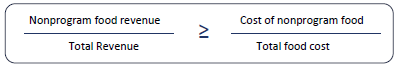 Nonprogram food revenue ≥ Cost of nonprogram food
Total Revenue Total food cost